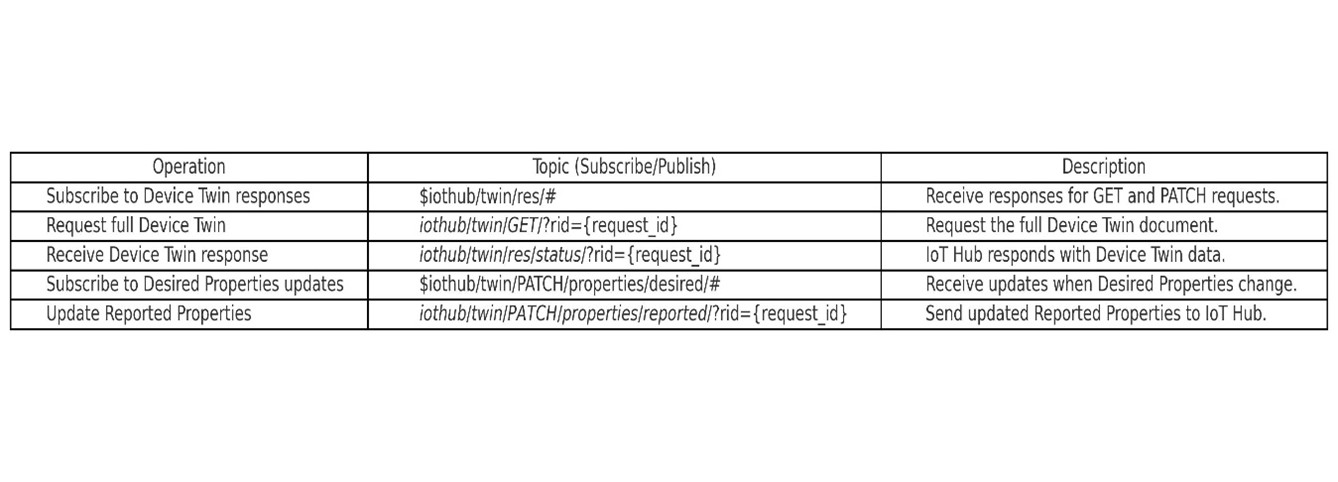 Operation Topic (Subscribe/Publish) Description
Subscribe to Device Twin responses $iothub/twin/res/# Receive responses for GET and PATCH requests.
Request full Device Twin iothub/twin/GET/?rid={request_id} Request the full Device Twin document.
Receive Device Twin response iothub/twin/res/status/?rid={request_id} IoT Hub responds with Device Twin data.
Subscribe to Desired Properties updates $iothub/twin/PATCH/properties/desired/# Receive updates when Desired Properties change.
Update Reported Properties iothub/twin/PATCH/properties/reported/?rid={request_id} Send updated Reported Properties to IoT Hub.